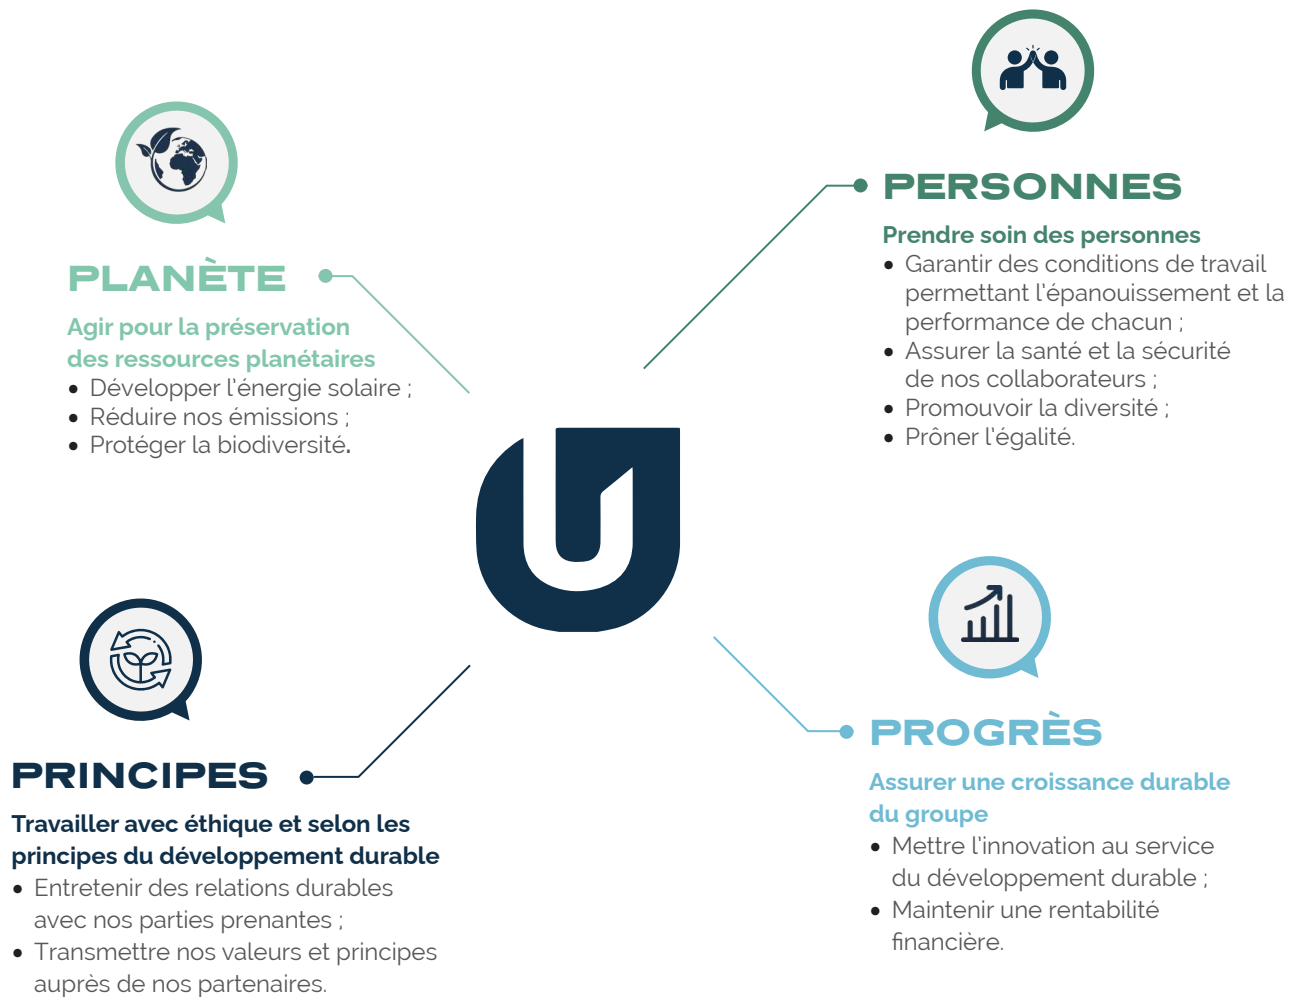 PLANÈTE
Agir pour la préservation
des ressources planétaires
• Développer l'énergie solaire ;
• Réduire nos émissions ;
• Protéger la biodiversité.
PERSONNES
Prendre soin des personnes
• Garantir des conditions de travail
permettant l'épanouissement et la
performance de chacun ;
• Assurer la santé et la sécurité
de nos collaborateurs ;
• Promouvoir la diversité ;
• Prôner l'égalité.
PRINCIPES
Travailler avec éthique et selon les
principes du développement durable
• Entretenir des relations durables
avec nos parties prenantes ;
• Transmettre nos valeurs et principes
auprès de nos partenaires.
PROGRÈS
Assurer une croissance durable
du groupe
• Mettre l'innovation au service
du développement durable ;
• Maintenir une rentabilité
financière.